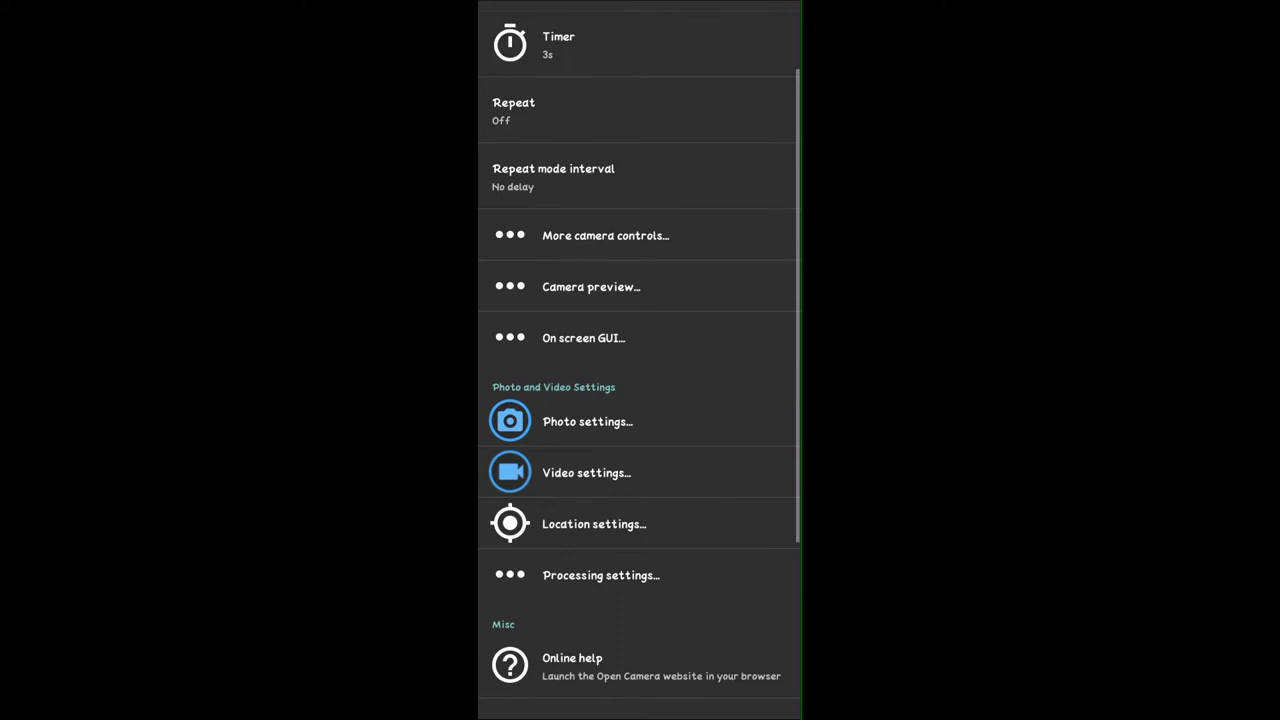 Timer
3s
Repeat
Off
Repeat mode interval
No delay
More camera controls...
Camera preview...
On screen GUI...
Photo and Video Settings
Photo settings...
Video settings...
Location settings...
Processing settings...
Misc
Online help
Launch the Open Camera website in your browser